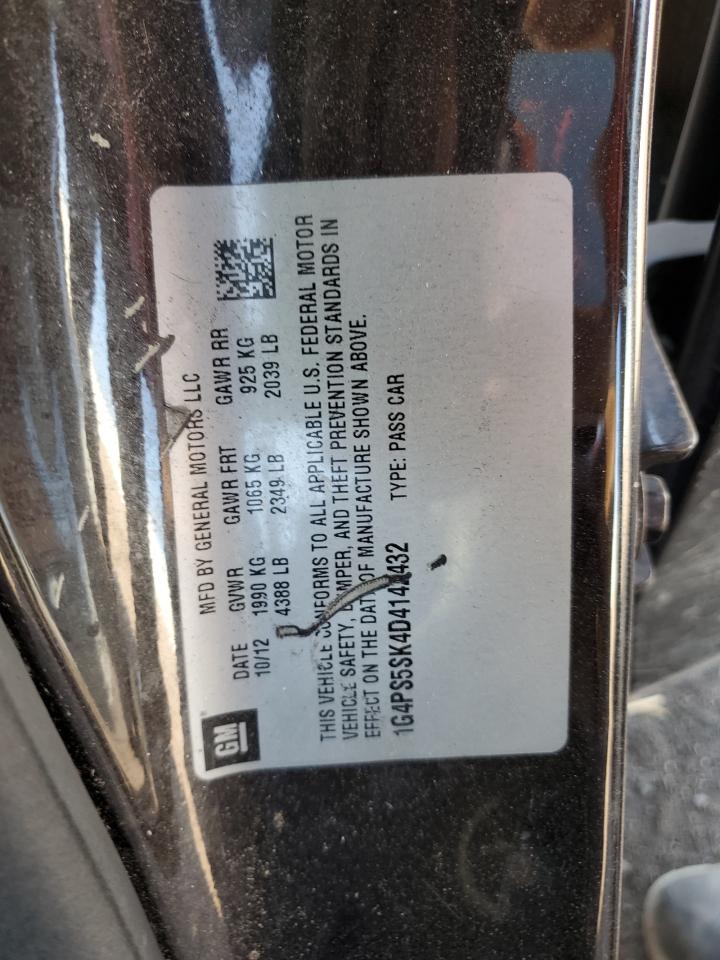 GM
MFD BY GENERAL MOTORS LLC
DATE GVWR GAWR FRT GAWR RR
10/12 1990 KG 1065 KG 925 KG
4388 LB 2349 LB 2039 LB
THIS VEHICLE CONFORMS TO ALL APPLICABLE U.S. FEDERAL MOTOR
VEHICLE SAFETY, BUMPER, AND THEFT PREVENTION STANDARDS IN
EFFECT ON THE DATE OF MANUFACTURE SHOWN ABOVE.
1G4PS5SK4D4142432 TYPE: PASS CAR